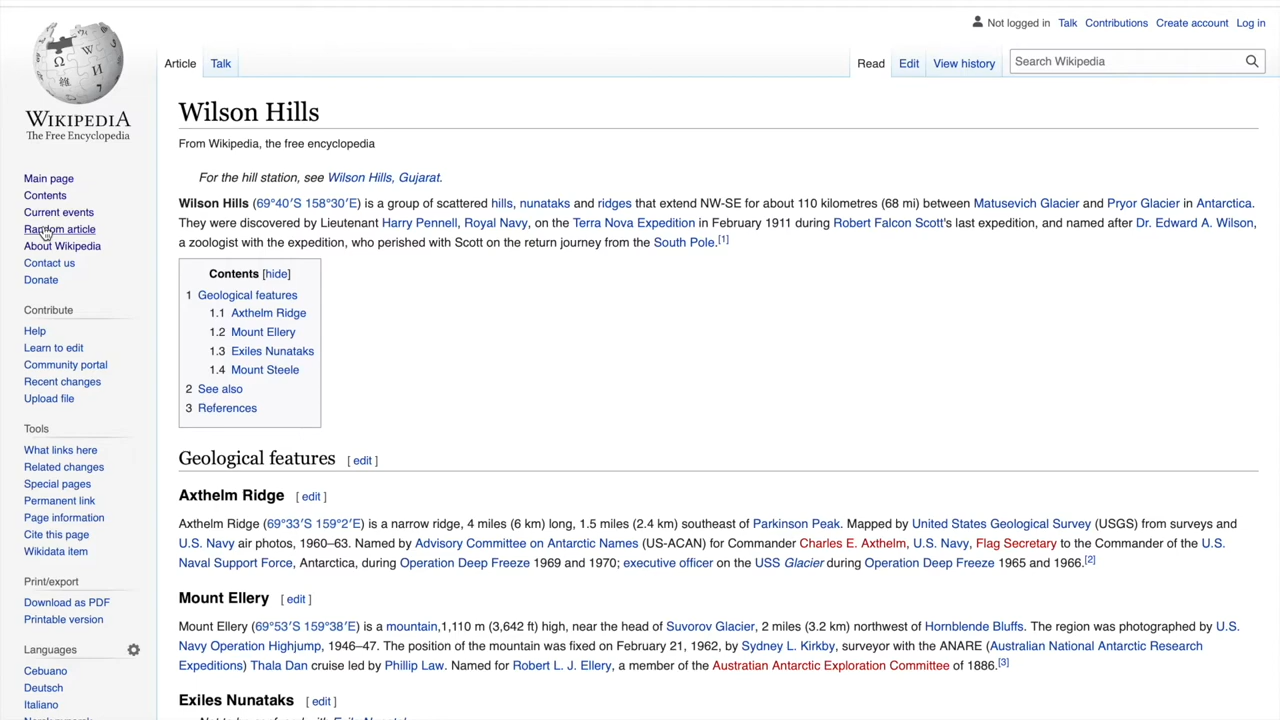 Not logged in Talk Contributions Create account Log in
WIKIPEDIA
The Free Encyclopedia
Article Talk Read Edit View history Search Wikipedia
Main page
Contents
Current events
Random article
About Wikipedia
Contact us
Donate
Contribute
Help
Learn to edit
Community portal
Recent changes
Upload file
Tools
What links here
Related changes
Special pages
Permanent link
Page information
Cite this page
Wikidata item
Print/export
Download as PDF
Printable version
Languages
Cebuano
Deutsch
Italiano
Wilson Hills
From Wikipedia, the free encyclopedia
For the hill station, see Wilson Hills, Gujarat.
Wilson Hills (69°40′S 158°30′E) is a group of scattered hills, nunataks and ridges that extend NW-SE for about 110 kilometres (68 mi) between Matusevich Glacier and Pryor Glacier in Antarctica.
They were discovered by Lieutenant Harry Pennell, Royal Navy, on the Terra Nova Expedition in February 1911 during Robert Falcon Scott's last expedition, and named after Dr. Edward A. Wilson,
a zoologist with the expedition, who perished with Scott on the return journey from the South Pole.[1]
Contents [hide]
1 Geological features
1.1 Axthelm Ridge
1.2 Mount Ellery
1.3 Exiles Nunataks
1.4 Mount Steele
2 See also
3 References
Geological features [ edit ]
Axthelm Ridge [ edit ]
Axthelm Ridge (69°33′S 159°2′E) is a narrow ridge, 4 miles (6 km) long, 1.5 miles (2.4 km) southeast of Parkinson Peak. Mapped by United States Geological Survey (USGS) from surveys and
U.S. Navy air photos, 1960–63. Named by Advisory Committee on Antarctic Names (US-ACAN) for Commander Charles E. Axthelm, U.S. Navy, Flag Secretary to the Commander of the U.S.
Naval Support Force, Antarctica, during Operation Deep Freeze 1969 and 1970; executive officer on the USS Glacier during Operation Deep Freeze 1965 and 1966.[2]
Mount Ellery [ edit ]
Mount Ellery (69°53′S 159°38′E) is a mountain,1,110 m (3,642 ft) high, near the head of Suvorov Glacier, 2 miles (3.2 km) northwest of Hornblende Bluffs. The region was photographed by U.S.
Navy Operation Highjump, 1946–47. The position of the mountain was fixed on February 21, 1962, by Sydney L. Kirkby, surveyor with the ANARE (Australian National Antarctic Research
Expeditions) Thala Dan cruise led by Phillip Law. Named for Robert L. J. Ellery, a member of the Australian Antarctic Exploration Committee of 1886.[3]
Exiles Nunataks [ edit ]